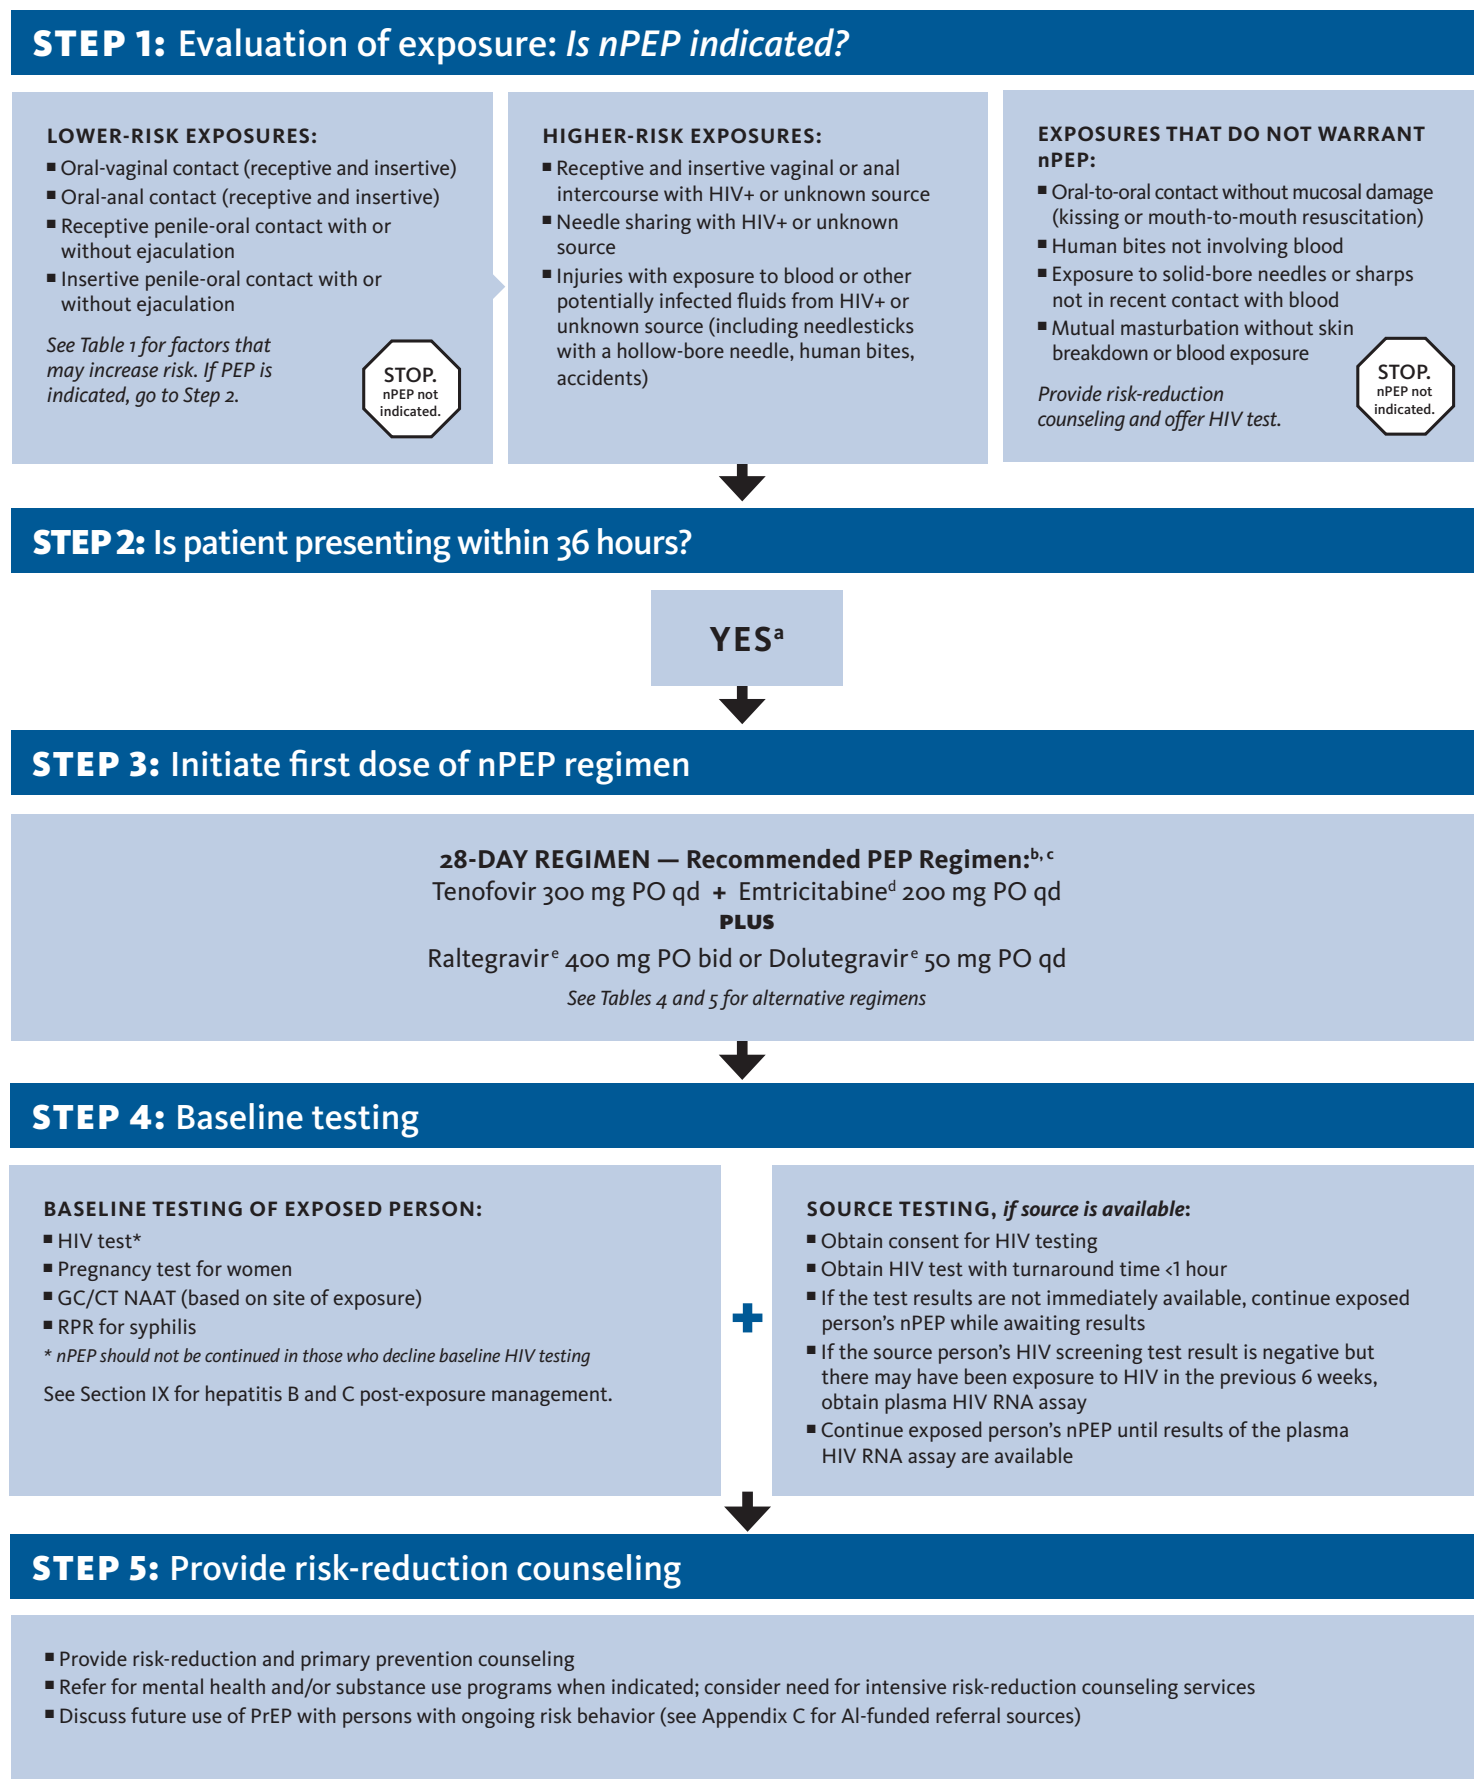 STEP 1: Evaluation of exposure: Is nPEP indicated?
LOWER-RISK EXPOSURES:
▪ Oral-vaginal contact (receptive and insertive)
▪ Oral-anal contact (receptive and insertive)
▪ Receptive penile-oral contact with or
without ejaculation
▪ Insertive penile-oral contact with or
without ejaculation
See Table 1 for factors that
may increase risk. If PEP is
indicated, go to Step 2.
STOP.
nPEP not
indicated.
HIGHER-RISK EXPOSURES:
▪ Receptive and insertive vaginal or anal
intercourse with HIV+ or unknown source
▪ Needle sharing with HIV+ or unknown
source
▪ Injuries with exposure to blood or other
potentially infected fluids from HIV+ or
unknown source (including needlesticks
with a hollow-bore needle, human bites,
accidents)
EXPOSURES THAT DO NOT WARRANT
nPEP:
▪ Oral-to-oral contact without mucosal damage
(kissing or mouth-to-mouth resuscitation)
▪ Human bites not involving blood
▪ Exposure to solid-bore needles or sharps
not in recent contact with blood
▪ Mutual masturbation without skin
breakdown or blood exposure
Provide risk-reduction
counseling and offer HIV test.
STOP.
nPEP not
indicated.
STEP 2: Is patient presenting within 36 hours?
YESᵃ
STEP 3: Initiate first dose of nPEP regimen
28-DAY REGIMEN — Recommended PEP Regimen:ᵇ, ᶜ
Tenofovir 300 mg PO qd + Emtricitabineᵈ 200 mg PO qd
PLUS
Raltegravirᵉ 400 mg PO bid or Dolutegravirᵉ 50 mg PO qd
See Tables 4 and 5 for alternative regimens
STEP 4: Baseline testing
BASELINE TESTING OF EXPOSED PERSON:
▪ HIV test*
▪ Pregnancy test for women
▪ GC/CT NAAT (based on site of exposure)
▪ RPR for syphilis
* nPEP should not be continued in those who decline baseline HIV testing
See Section IX for hepatitis B and C post-exposure management.
+
SOURCE TESTING, if source is available:
▪ Obtain consent for HIV testing
▪ Obtain HIV test with turnaround time <1 hour
▪ If the test results are not immediately available, continue exposed
person's nPEP while awaiting results
▪ If the source person's HIV screening test result is negative but
there may have been exposure to HIV in the previous 6 weeks,
obtain plasma HIV RNA assay
▪ Continue exposed person's nPEP until results of the plasma
HIV RNA assay are available
STEP 5: Provide risk-reduction counseling
▪ Provide risk-reduction and primary prevention counseling
▪ Refer for mental health and/or substance use programs when indicated; consider need for intensive risk-reduction counseling services
▪ Discuss future use of PrEP with persons with ongoing risk behavior (see Appendix C for AI-funded referral sources)